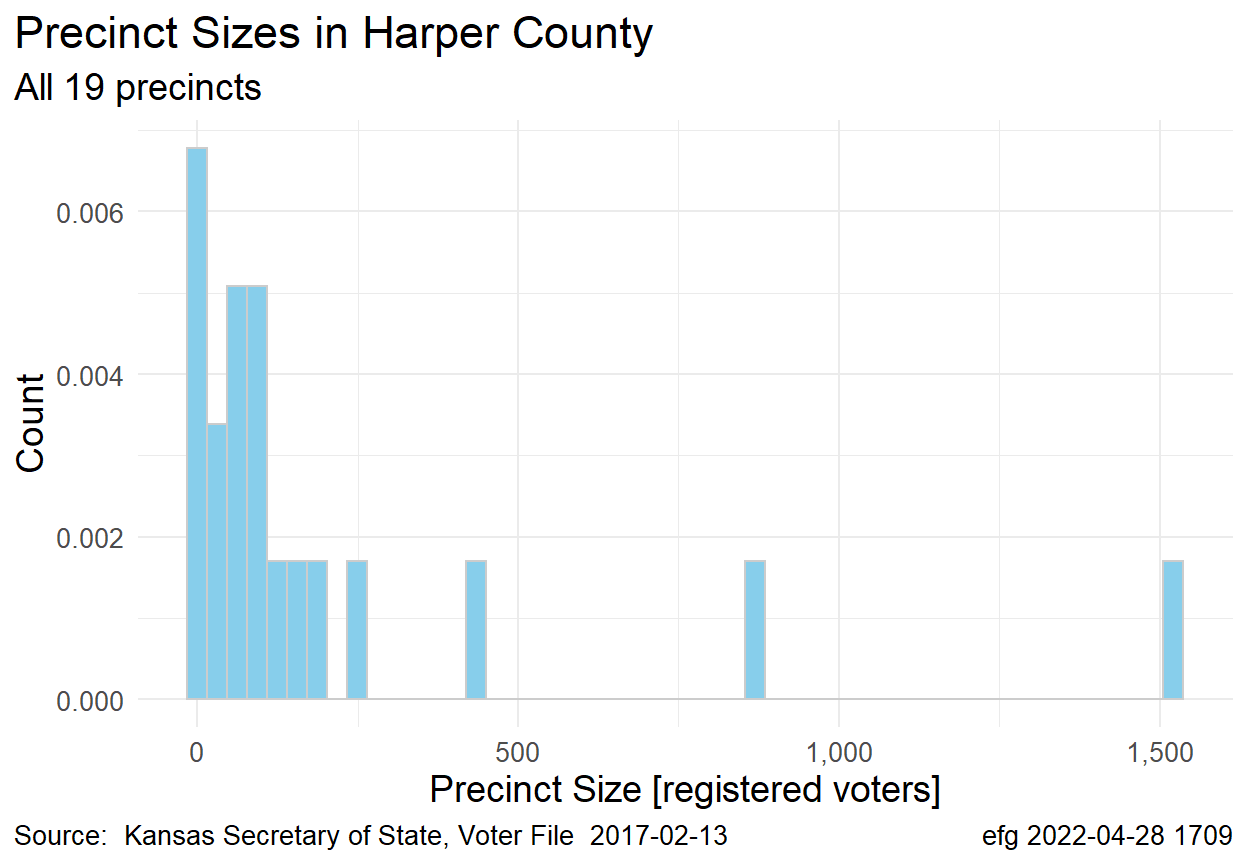 Precinct Sizes in Harper County
All 19 precincts
Count
0.006
0.004
0.002
0.000
0 500 1,000 1,500
Precinct Size [registered voters]
Source: Kansas Secretary of State, Voter File 2017-02-13 efg 2022-04-28 1709